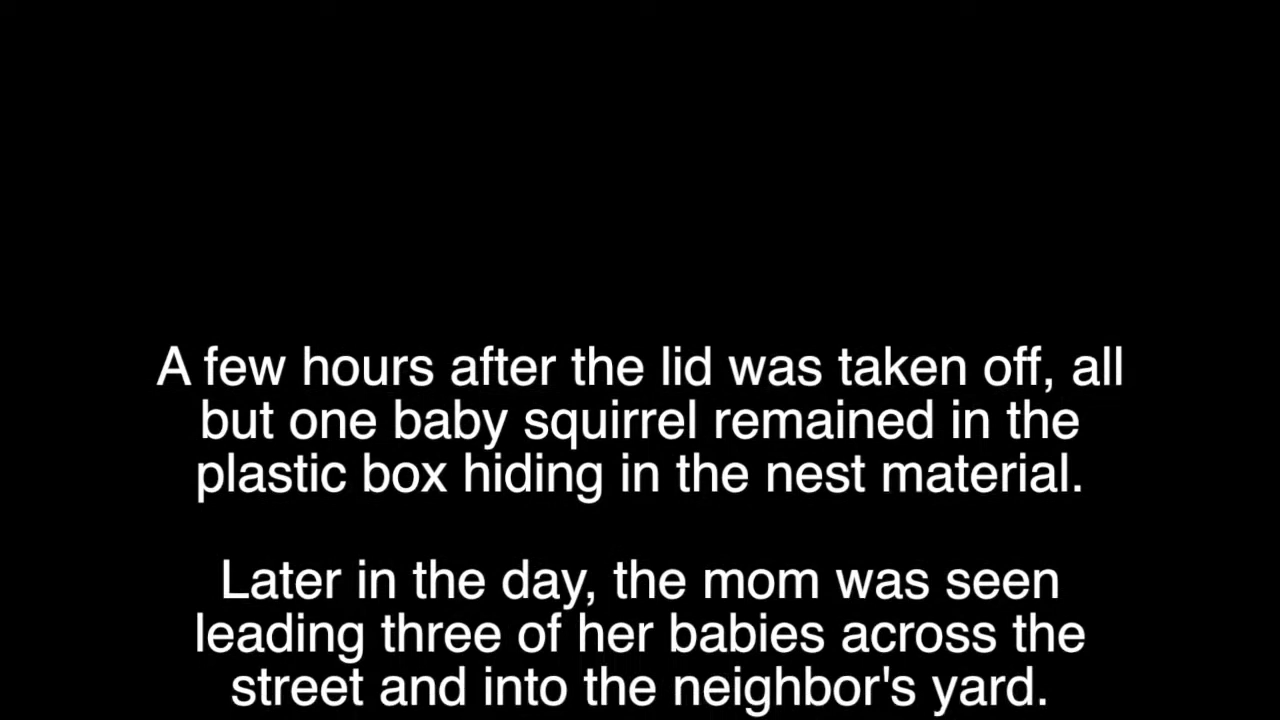 A few hours after the lid was taken off, all
but one baby squirrel remained in the
plastic box hiding in the nest material.
Later in the day, the mom was seen
leading three of her babies across the
street and into the neighbor's yard.